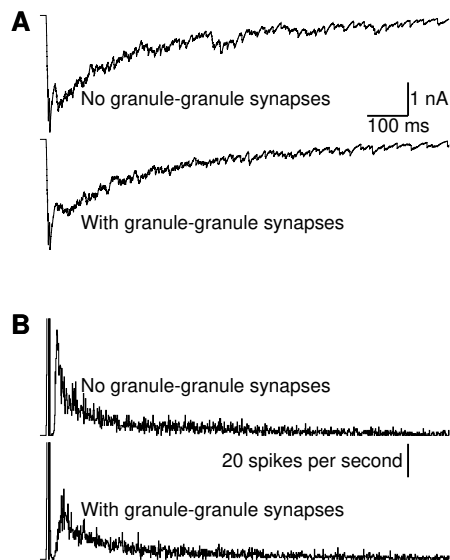 A
No granule-granule synapses
1 nA
100 ms
With granule-granule synapses
B
No granule-granule synapses
20 spikes per second
With granule-granule synapses